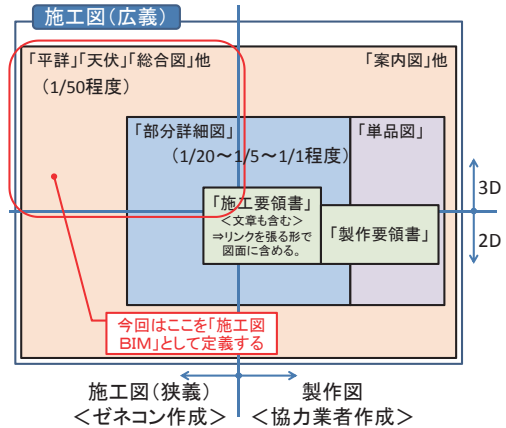 施工図（広義）
「平詳」「天伏」「総合図」他
（1/50程度）
「案内図」他
「部分詳細図」
（1/20～1/5～1/1程度）
「単品図」
「施工要領書」
＜文章も含む＞
⇒リンクを張る形で
図面に含める。
「製作要領書」
3D
2D
今回はここを「施工図
BIM」として定義する
施工図（狭義）
＜ゼネコン作成＞
製作図
＜協力業者作成＞